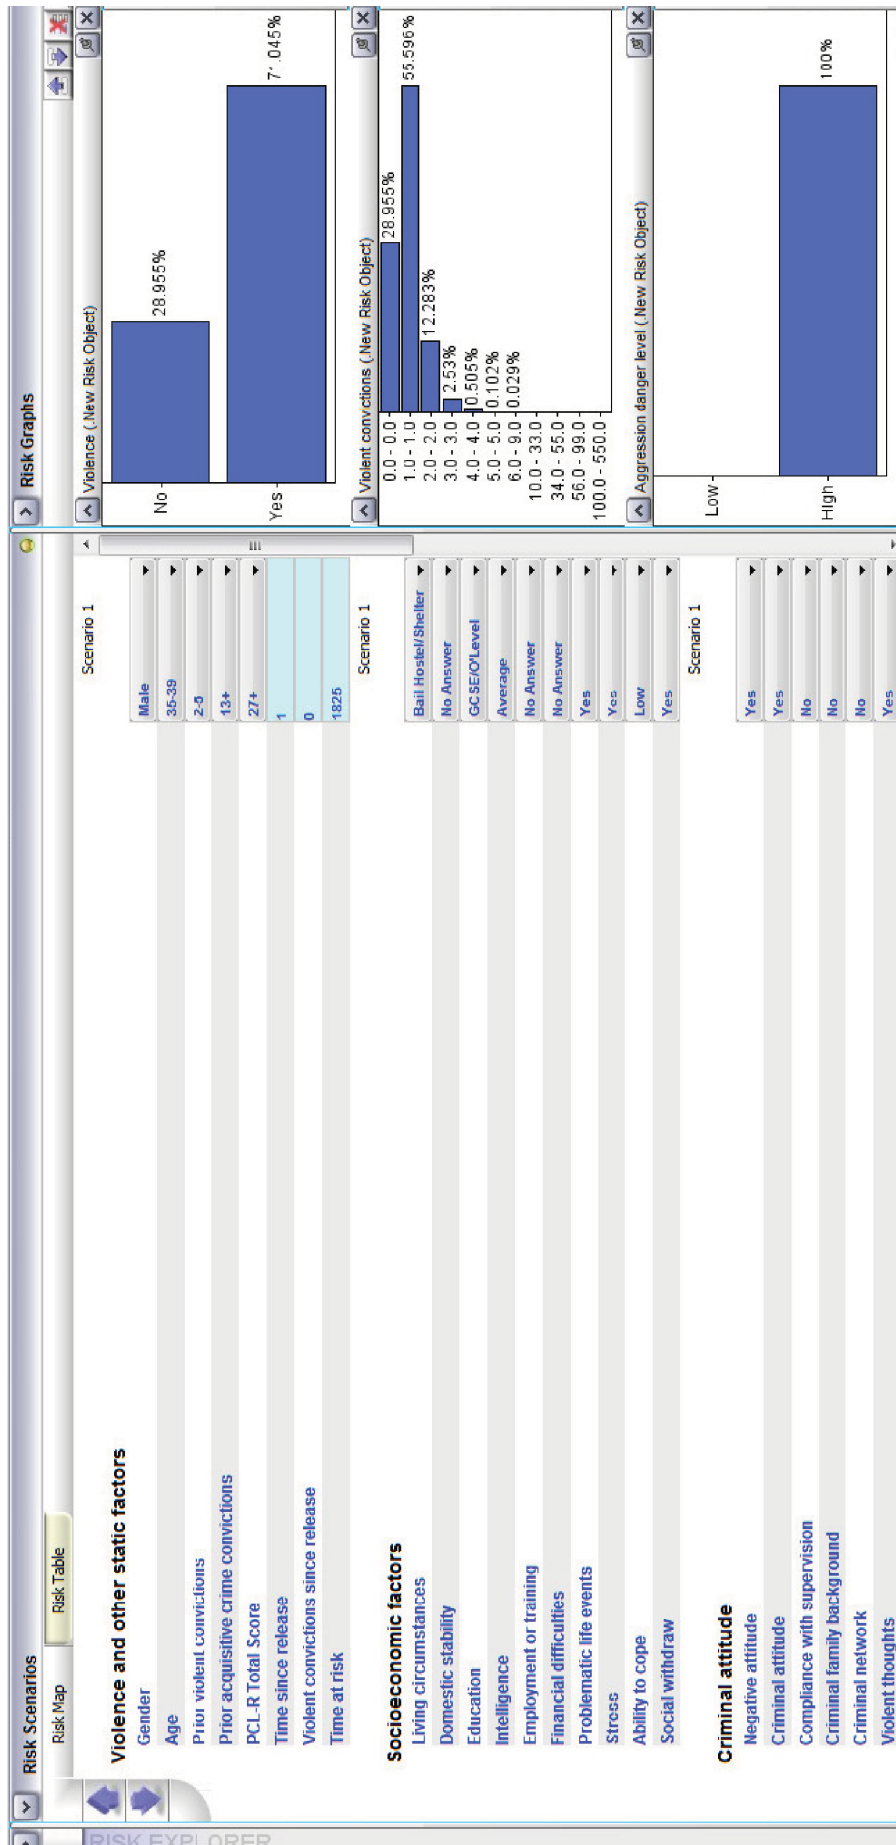 Risk Scenarios
Risk Map Risk Table
RISK EXPLORER
Violence and other static factors Scenario 1
Gender Male
Age 35-39
Prior violent convictions 2-5
Prior acquisitive crime convictions 13+
PCL-R Total Score 27+
Time since release 1
Violent convictions since release 0
Time at risk 1825
Socioeconomic factors Scenario 1
Living circumstances Bail Hostel/Shelter
Domestic stability No Answer
Education GCSE/O'Level
Intelligence Average
Employment or training No Answer
Financial difficulties No Answer
Problematic life events Yes
Stress Yes
Ability to cope Low
Social withdraw Yes
Criminal attitude Scenario 1
Negative attitude Yes
Criminal attitude Yes
Compliance with supervision No
Criminal family background No
Criminal network No
Violent thoughts Yes
Risk Graphs
Violence (.New Risk Object)
No 28.955%
Yes 71.045%
Violent convictions (.New Risk Object)
0.0 - 0.0 28.955%
1.0 - 1.0 55.596%
2.0 - 2.0 12.283%
3.0 - 3.0 2.53%
4.0 - 4.0 0.505%
5.0 - 5.0 0.102%
6.0 - 9.0 0.029%
10.0 - 33.0
34.0 - 55.0
56.0 - 99.0
100.0 - 550.0
Aggression danger level (.New Risk Object)
Low
High 100%